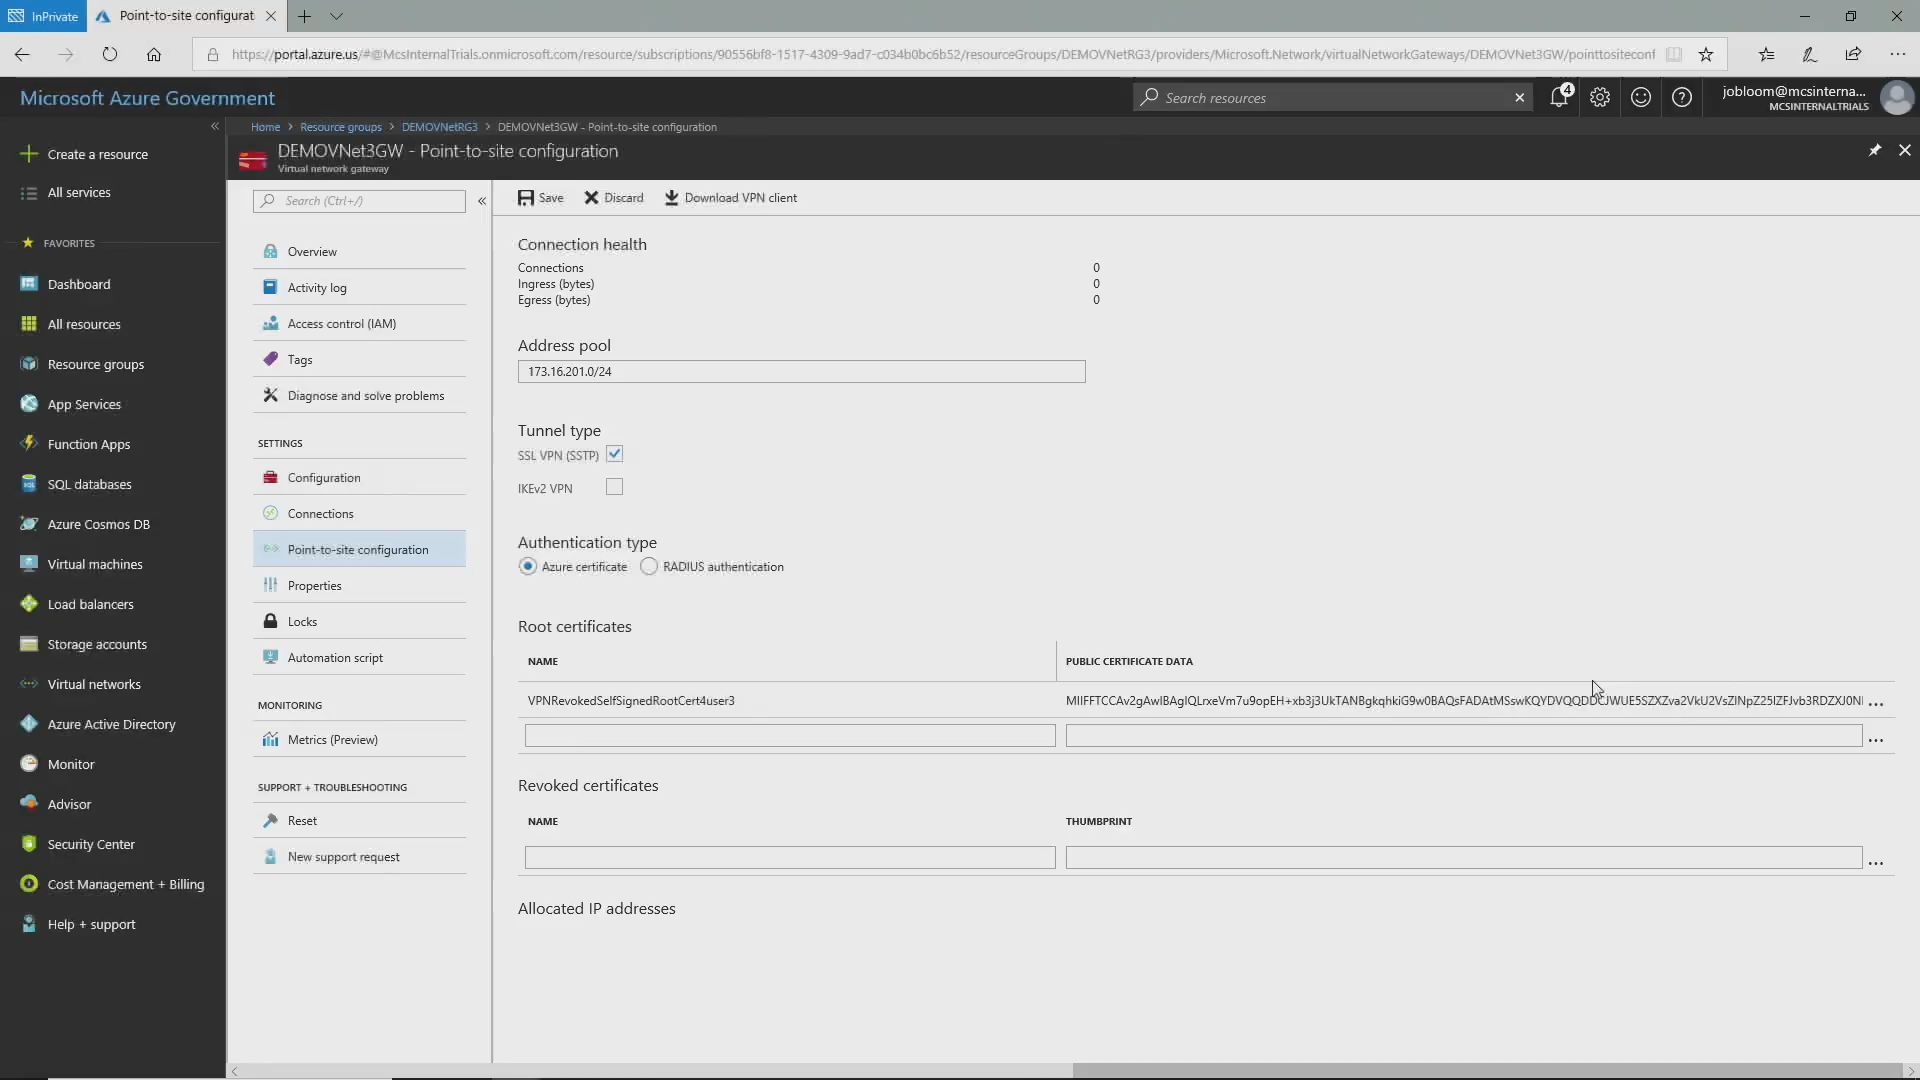 InPrivate
Point-to-site configurat
https://portal.azure.us/#@McsInternalTrials.onmicrosoft.com/resource/subscriptions/90556bf8-1517-4309-9ad7-c034b0bc6b52/resourceGroups/DEMOVNetRG3/providers/Microsoft.Network/virtualNetworkGateways/DEMOVNet3GW/pointtositeconf
Microsoft Azure Government
Search resources
4
jobloom@mcsinterna...
MCSINTERNALTRIALS
Home > Resource groups > DEMOVNetRG3 > DEMOVNet3GW - Point-to-site configuration
DEMOVNet3GW - Point-to-site configuration
Virtual network gateway
Create a resource
All services
FAVORITES
Dashboard
All resources
Resource groups
App Services
Function Apps
SQL databases
Azure Cosmos DB
Virtual machines
Load balancers
Storage accounts
Virtual networks
Azure Active Directory
Monitor
Advisor
Security Center
Cost Management + Billing
Help + support
Search (Ctrl+/)
Overview
Activity log
Access control (IAM)
Tags
Diagnose and solve problems
SETTINGS
Configuration
Connections
Point-to-site configuration
Properties
Locks
Automation script
MONITORING
Metrics (Preview)
SUPPORT + TROUBLESHOOTING
Reset
New support request
Save
Discard
Download VPN client
Connection health
Connections 0
Ingress (bytes) 0
Egress (bytes) 0
Address pool
173.16.201.0/24
Tunnel type
SSL VPN (SSTP)
IKEv2 VPN
Authentication type
Azure certificate
RADIUS authentication
Root certificates
NAME PUBLIC CERTIFICATE DATA
VPNRevokedSelfSignedRootCert4user3
Revoked certificates
NAME THUMBPRINT
Allocated IP addresses